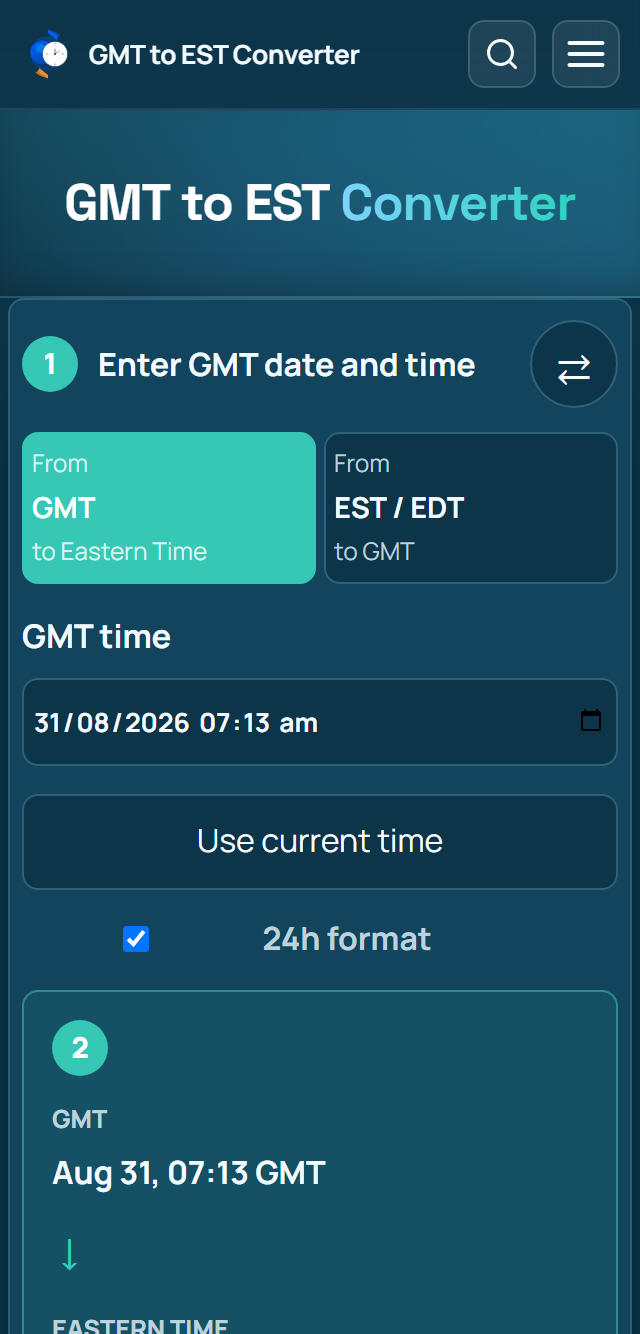 GMT to EST Converter
GMT to EST Converter
1 Enter GMT date and time
From
GMT
to Eastern Time
From
EST / EDT
to GMT
GMT time
31/08/2026 07:13 am
Use current time
24h format
2
GMT
Aug 31, 07:13 GMT
↓
EASTERN TIME